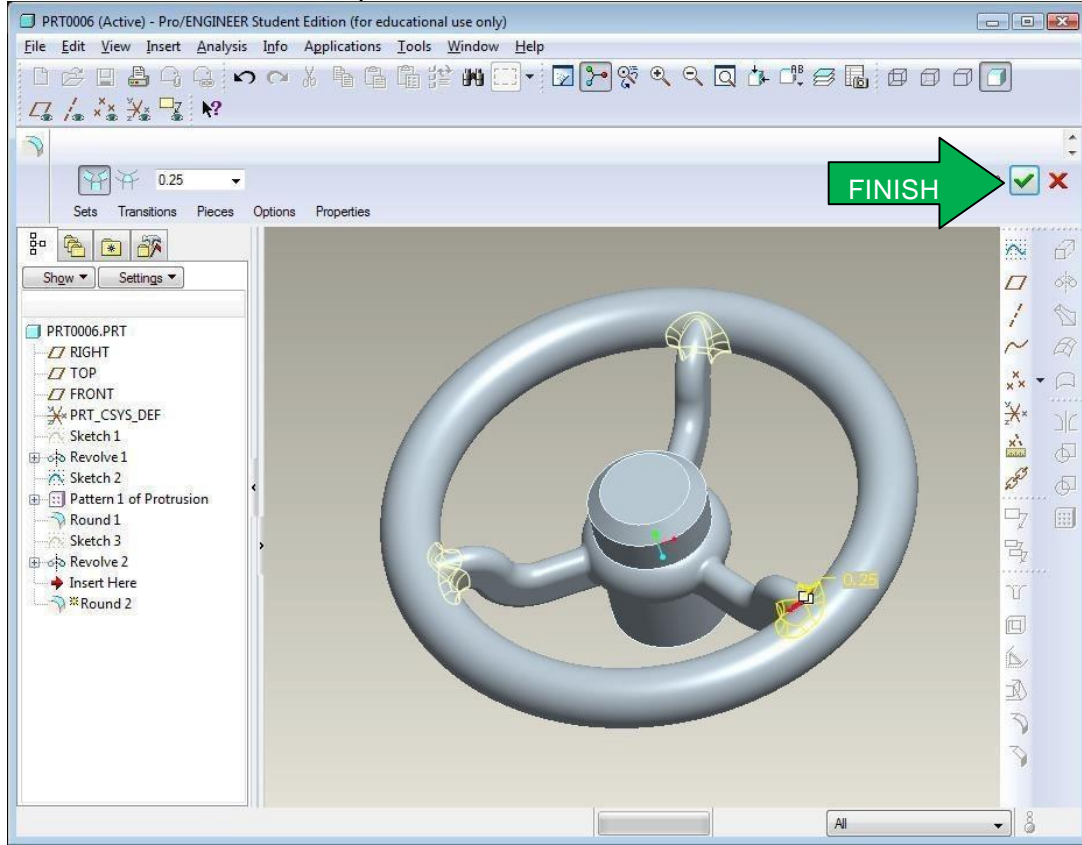 PRT0006 (Active) - Pro/ENGINEER Student Edition (for educational use only)
File Edit View Insert Analysis Info Applications Tools Window Help
0.25
FINISH
Sets Transitions Pieces Options Properties
Show Settings
PRT0006.PRT
RIGHT
TOP
FRONT
PRT_CSYS_DEF
Sketch 1
Revolve 1
Sketch 2
Pattern 1 of Protrusion
Round 1
Sketch 3
Revolve 2
Insert Here
Round 2
0.25
All